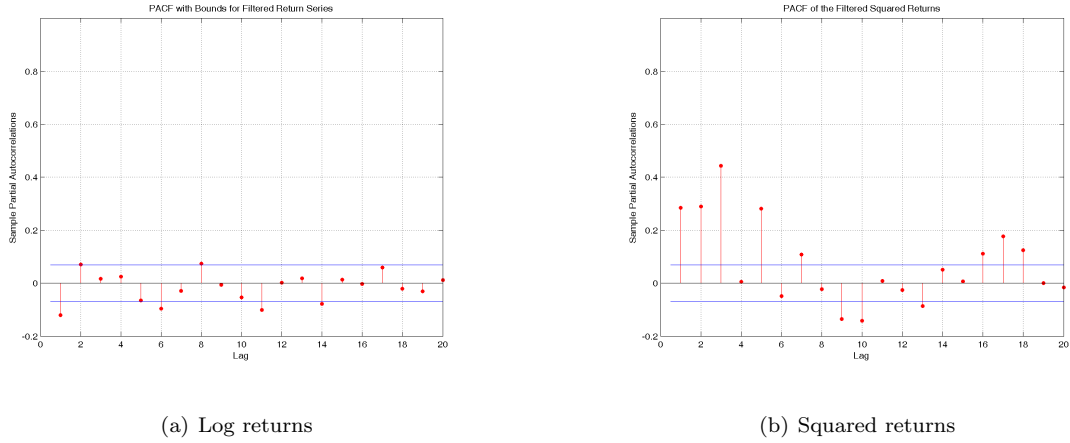 PACF with Bounds for Filtered Return Series
Sample Partial Autocorrelations
0.8
0.6
0.4
0.2
0
-0.2
0 2 4 6 8 10 12 14 16 18 20
Lag
(a) Log returns
PACF of the Filtered Squared Returns
Sample Partial Autocorrelations
0.8
0.6
0.4
0.2
0
-0.2
0 2 4 6 8 10 12 14 16 18 20
Lag
(b) Squared returns